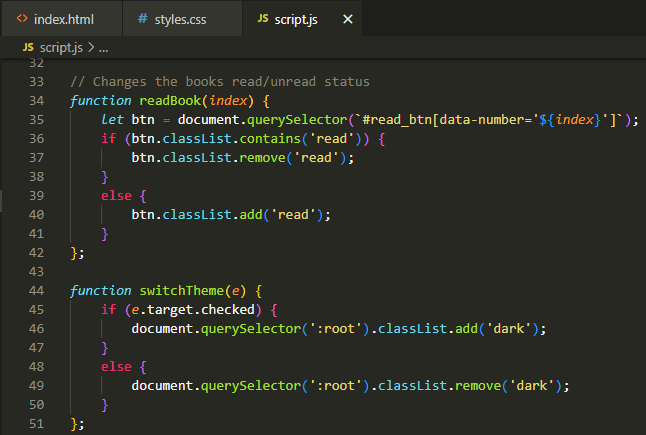 index.html # styles.css JS script.js ×
JS script.js > ...
32
33 // Changes the books read/unread status
34 function readBook(index) {
35     let btn = document.querySelector(`#read_btn[data-number='${index}']`);
36     if (btn.classList.contains('read')) {
37         btn.classList.remove('read');
38     }
39     else {
40         btn.classList.add('read');
41     }
42 };
43
44 function switchTheme(e) {
45     if (e.target.checked) {
46         document.querySelector(':root').classList.add('dark');
47     }
48     else {
49         document.querySelector(':root').classList.remove('dark');
50     }
51 };